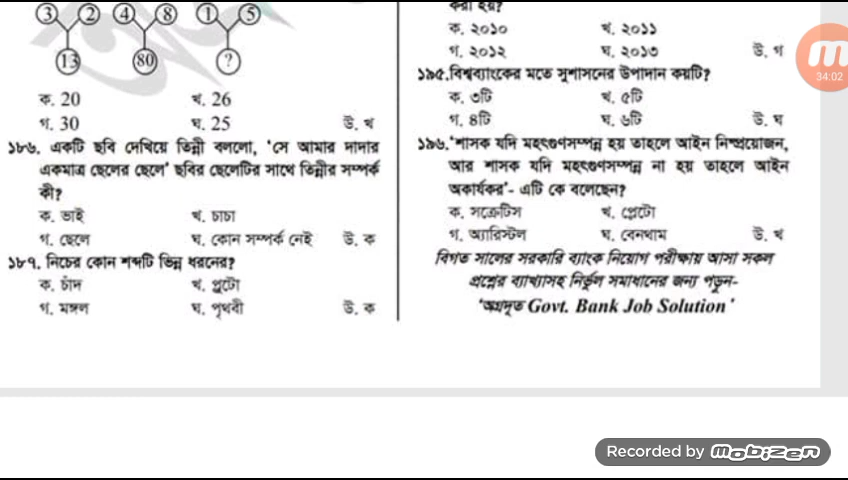 3 2 4 8 1 5
13 80 ?
ক. 20 খ. 26
গ. 30 ঘ. 25 উ. খ
১৮৬. একটি ছবি দেখিয়ে তিন্নী বললো, 'সে আমার দাদার
একমাত্র ছেলের ছেলে' ছবির ছেলেটির সাথে তিন্নীর সম্পর্ক
কী?
ক. ভাই খ. চাচা
গ. ছেলে ঘ. কোন সম্পর্ক নেই উ. ক
১৮৭. নিচের কোন শব্দটি ভিন্ন ধরনের?
ক. চাঁদ খ. প্লুটো
গ. মঙ্গল ঘ. পৃথিবী উ. ক
করা হয়?
ক. ২০১০ খ. ২০১১
গ. ২০১২ ঘ. ২০১৩ উ. গ
১৯৫.বিশ্বব্যাংকের মতে সুশাসনের উপাদান কয়টি?
ক. ৩টি খ. ৫টি
গ. ৪টি ঘ. ৬টি উ. ঘ
১৯৬.'শাসক যদি মহৎগুণসম্পন্ন হয় তাহলে আইন নিষ্প্রয়োজন,
আর শাসক যদি মহৎগুণসম্পন্ন না হয় তাহলে আইন
অকার্যকর'- এটি কে বলেছেন?
ক. সক্রেটিস খ. প্লেটো
গ. অ্যারিস্টল ঘ. বেনথাম উ. খ
বিগত সালের সরকারি ব্যাংক নিয়োগ পরীক্ষায় আসা সকল
প্রশ্নের ব্যাখ্যাসহ নির্ভুল সমাধানের জন্য পড়ুন-
'অগ্রদূত Govt. Bank Job Solution '
34:02
Recorded by mobizen